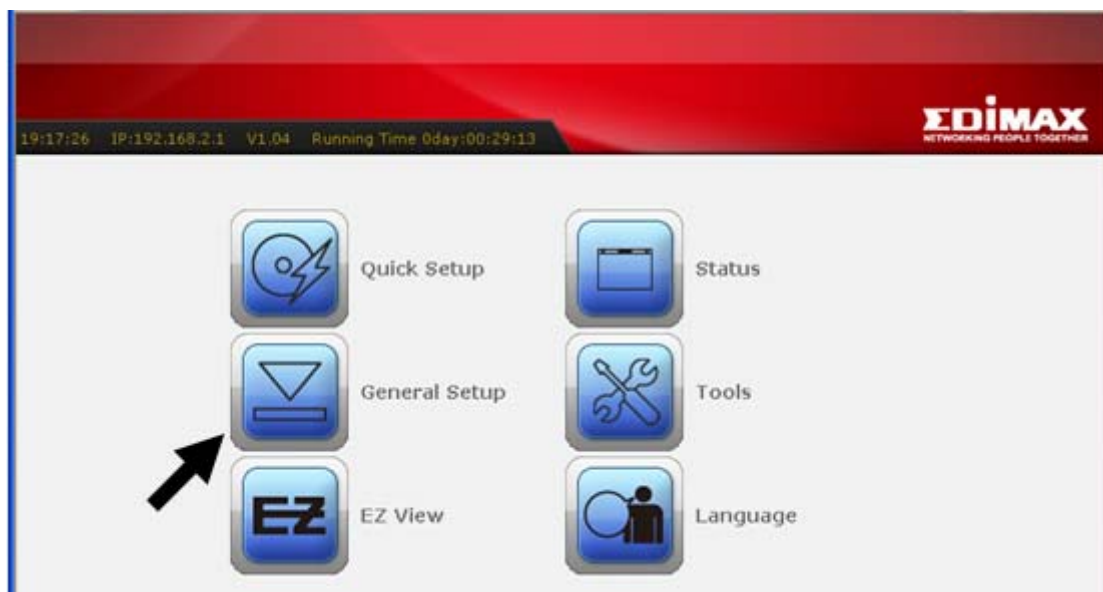 EDiMAX
NETWORKING PEOPLE TOGETHER
19:17:26 IP:192.168.2.1 V1.04 Running Time 0day:00:29:13
Quick Setup
Status
General Setup
Tools
EZ
EZ View
Language